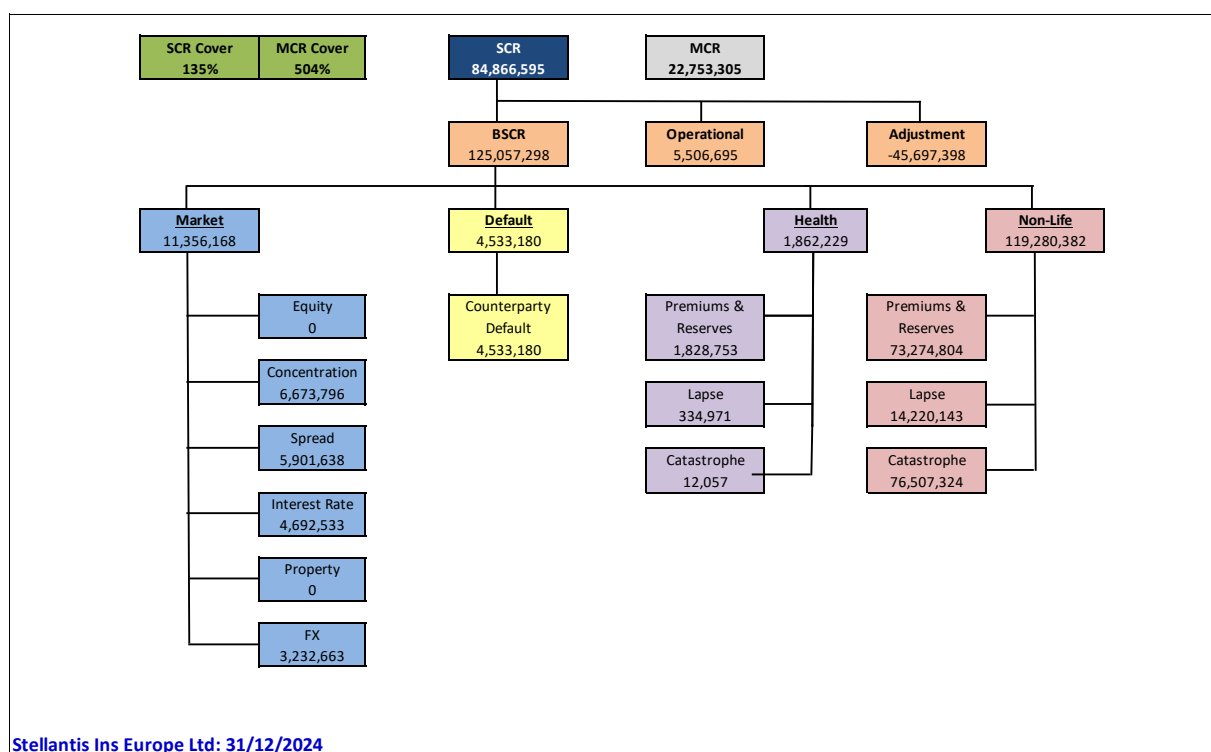 SCR Cover
135%
MCR Cover
504%
SCR
84,866,595
MCR
22,753,305
BSCR
125,057,298
Operational
5,506,695
Adjustment
-45,697,398
Market
11,356,168
Default
4,533,180
Health
1,862,229
Non-Life
119,280,382
Equity
0
Concentration
6,673,796
Spread
5,901,638
Interest Rate
4,692,533
Property
0
FX
3,232,663
Counterparty
Default
4,533,180
Premiums &
Reserves
1,828,753
Lapse
334,971
Catastrophe
12,057
Premiums &
Reserves
73,274,804
Lapse
14,220,143
Catastrophe
76,507,324
Stellantis Ins Europe Ltd: 31/12/2024